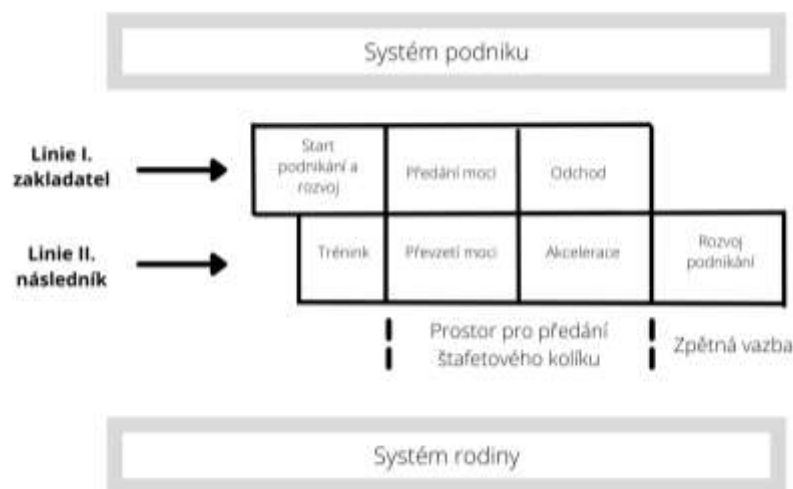 Systém podniku
Linie I.
zakladatel
Start
podnikání a
rozvoj
Předání moci
Odchod
Linie II.
následník
Trénink
Převzetí moci
Akcelerace
Rozvoj
podnikání
Prostor pro předání
štafetového kolíku
Zpětná vazba
Systém rodiny